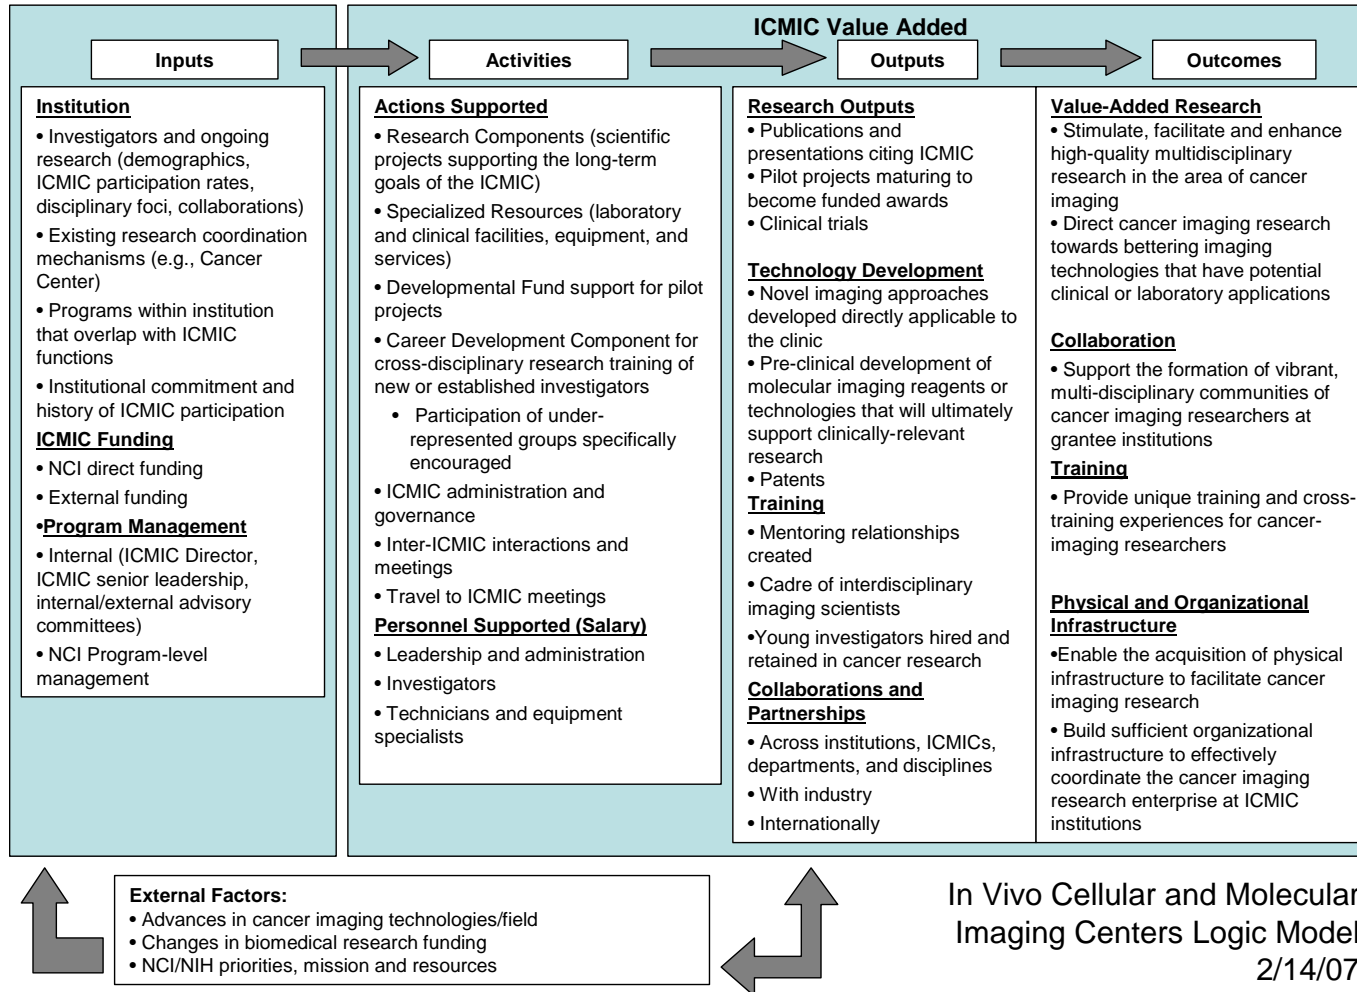 ICMIC Value Added
Inputs
Activities
Outputs
Outcomes
Institution
• Investigators and ongoing
research (demographics,
ICMIC participation rates,
disciplinary foci, collaborations)
• Existing research coordination
mechanisms (e.g., Cancer
Center)
• Programs within institution
that overlap with ICMIC
functions
• Institutional commitment and
history of ICMIC participation
ICMIC Funding
• NCI direct funding
• External funding
•Program Management
• Internal (ICMIC Director,
ICMIC senior leadership,
internal/external advisory
committees)
• NCI Program-level
management
Actions Supported
• Research Components (scientific
projects supporting the long-term
goals of the ICMIC)
• Specialized Resources (laboratory
and clinical facilities, equipment, and
services)
• Developmental Fund support for pilot
projects
• Career Development Component for
cross-disciplinary research training of
new or established investigators
• Participation of under-
represented groups specifically
encouraged
• ICMIC administration and
governance
• Inter-ICMIC interactions and
meetings
• Travel to ICMIC meetings
Personnel Supported (Salary)
• Leadership and administration
• Investigators
• Technicians and equipment
specialists
Research Outputs
• Publications and
presentations citing ICMIC
• Pilot projects maturing to
become funded awards
• Clinical trials
Technology Development
• Novel imaging approaches
developed directly applicable to
the clinic
• Pre-clinical development of
molecular imaging reagents or
technologies that will ultimately
support clinically-relevant
research
• Patents
Training
• Mentoring relationships
created
• Cadre of interdisciplinary
imaging scientists
•Young investigators hired and
retained in cancer research
Collaborations and
Partnerships
• Across institutions, ICMICs,
departments, and disciplines
• With industry
• Internationally
Value-Added Research
• Stimulate, facilitate and enhance
high-quality multidisciplinary
research in the area of cancer
imaging
• Direct cancer imaging research
towards bettering imaging
technologies that have potential
clinical or laboratory applications
Collaboration
• Support the formation of vibrant,
multi-disciplinary communities of
cancer imaging researchers at
grantee institutions
Training
• Provide unique training and cross-
training experiences for cancer-
imaging researchers
Physical and Organizational
Infrastructure
•Enable the acquisition of physical
infrastructure to facilitate cancer
imaging research
• Build sufficient organizational
infrastructure to effectively
coordinate the cancer imaging
research enterprise at ICMIC
institutions
External Factors:
• Advances in cancer imaging technologies/field
• Changes in biomedical research funding
• NCI/NIH priorities, mission and resources
In Vivo Cellular and Molecular
Imaging Centers Logic Model
2/14/07